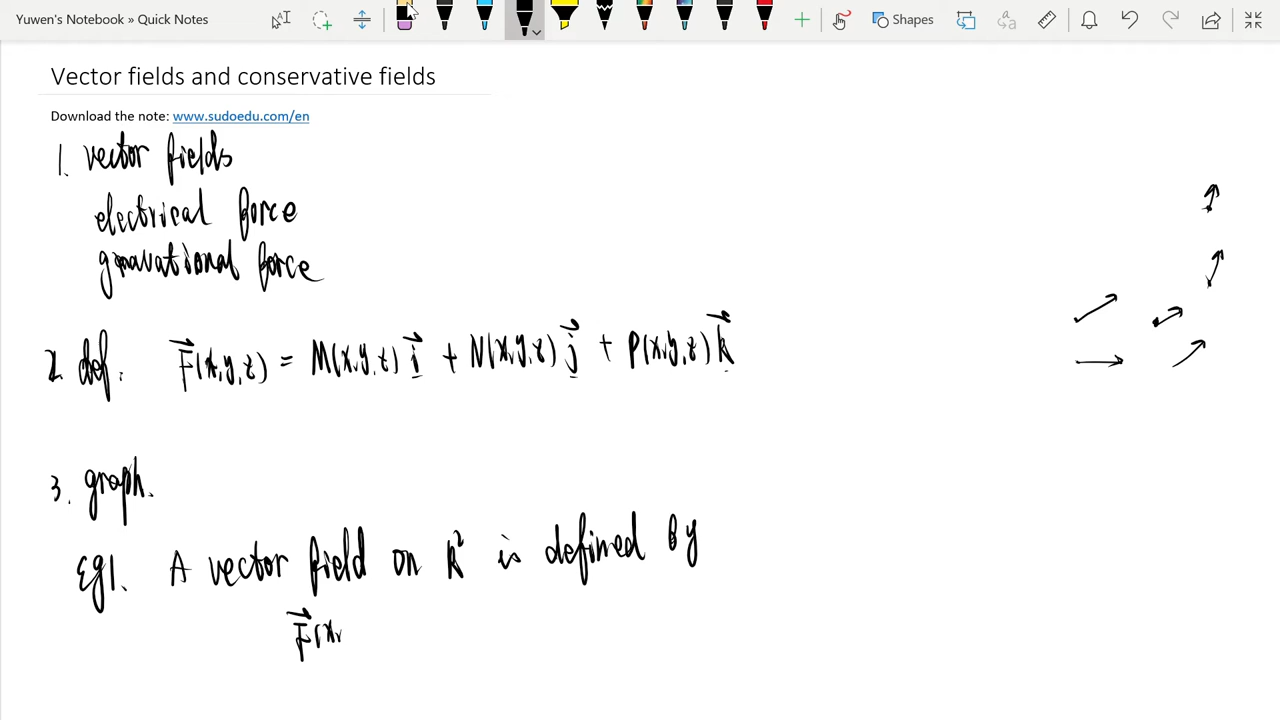 Yuwen's Notebook » Quick Notes
Shapes
Vector fields and conservative fields
Download the note: www.sudoedu.com/en
1. vector fields
electrical force
gravational force
2. def. F⃗(x,y,z) = M(x,y,z) i⃗ + N(x,y,z) j⃗ + P(x,y,z) k⃗
3. graph.
Eg1. A vector field on R² is defined by
F⃗(x,